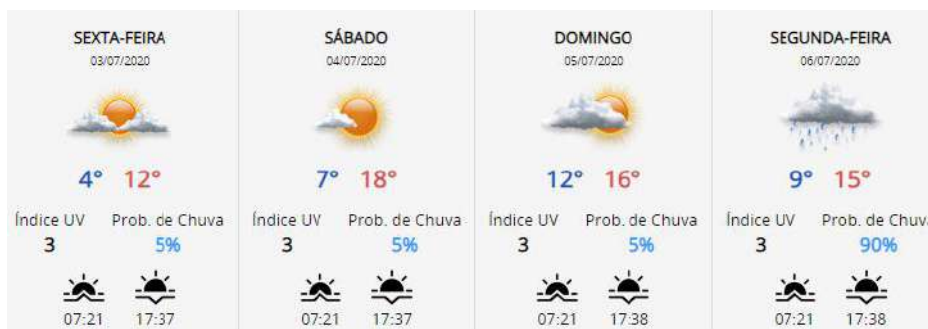 SEXTA-FEIRA
03/07/2020
4° 12°
Índice UV Prob. de Chuva
3 5%
07:21 17:37
SÁBADO
04/07/2020
7° 18°
Índice UV Prob. de Chuva
3 5%
07:21 17:37
DOMINGO
05/07/2020
12° 16°
Índice UV Prob. de Chuva
3 5%
07:21 17:38
SEGUNDA-FEIRA
06/07/2020
9° 15°
Índice UV Prob. de Chuva
3 90%
07:21 17:38